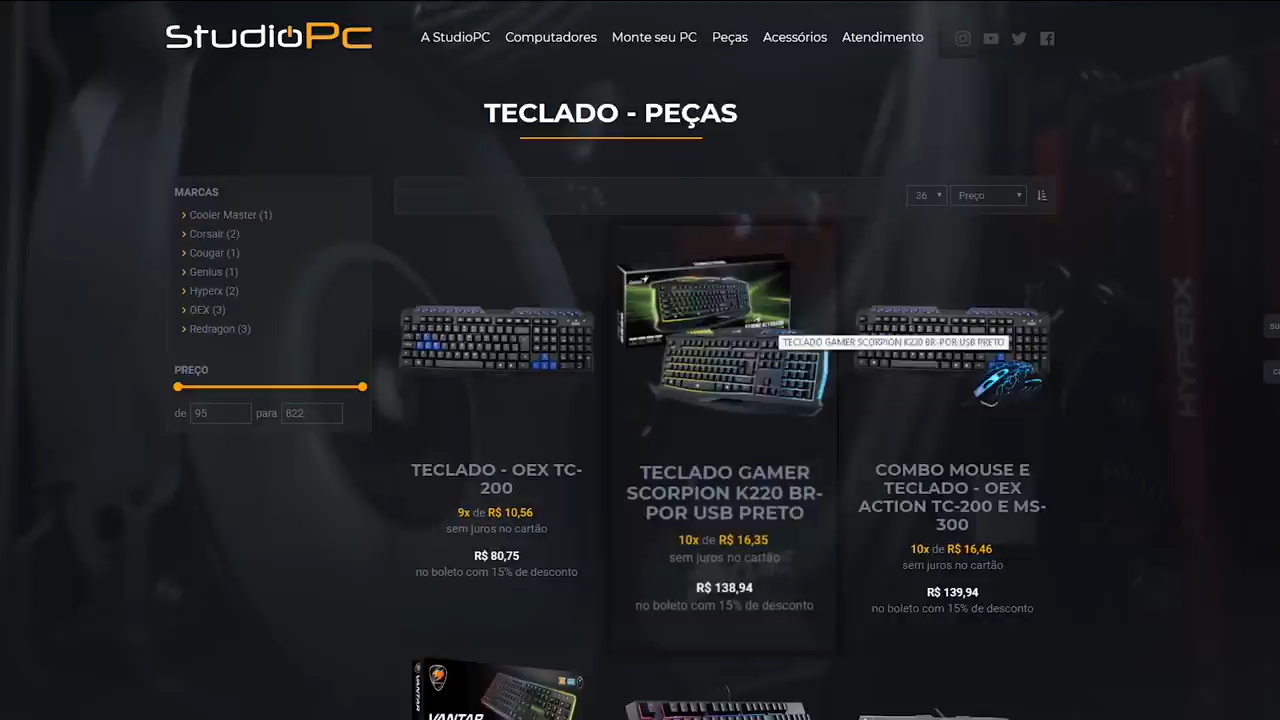 StudioPc
A StudioPC Computadores Monte seu PC Peças Acessórios Atendimento
TECLADO - PEÇAS
MARCAS
Cooler Master (1)
Corsair (2)
Cougar (1)
Genius (1)
Hyperx (2)
OEX (3)
Redragon (3)
PREÇO
de 95 para 822
36 Preço
TECLADO GAMER SCORPION K220 BR-POR USB PRETO
TECLADO - OEX TC-
200
9x de R$ 10,56
sem juros no cartão
R$ 80,75
no boleto com 15% de desconto
TECLADO GAMER
SCORPION K220 BR-
POR USB PRETO
10x de R$ 16,35
sem juros no cartão
R$ 138,94
no boleto com 15% de desconto
COMBO MOUSE E
TECLADO - OEX
ACTION TC-200 E MS-
300
10x de R$ 16,46
sem juros no cartão
R$ 139,94
no boleto com 15% de desconto
HYPERX
VANTAR
VANTAR